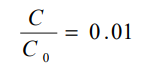 C/C₀ = 0.01